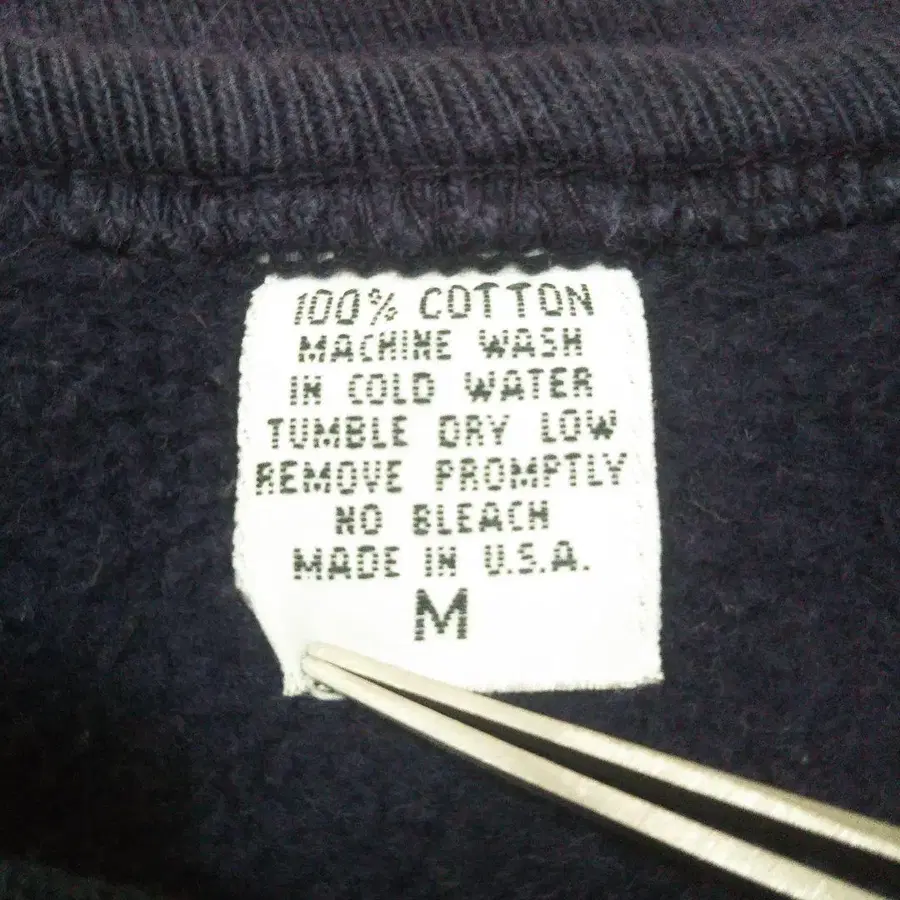 100% COTTON
MACHINE WASH
IN COLD WATER
TUMBLE DRY LOW
REMOVE PROMPTLY
NO BLEACH
MADE IN U.S.A.
M